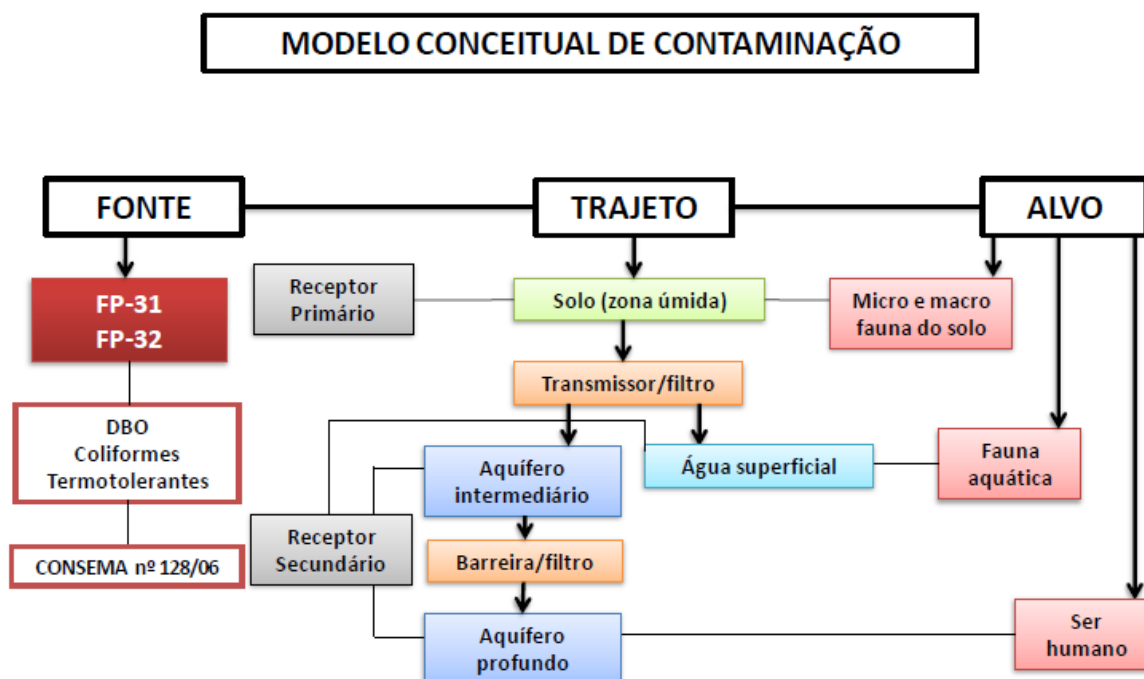 MODELO CONCEITUAL DE CONTAMINAÇÃO
FONTE
TRAJETO
ALVO
FP-31
FP-32
Receptor
Primário
Solo (zona úmida)
Micro e macro
fauna do solo
Transmissor/filtro
DBO
Coliformes
Termotolerantes
Aquífero
intermediário
Água superficial
Fauna
aquática
CONSEMA nº 128/06
Receptor
Secundário
Barreira/filtro
Aquífero
profundo
Ser
humano